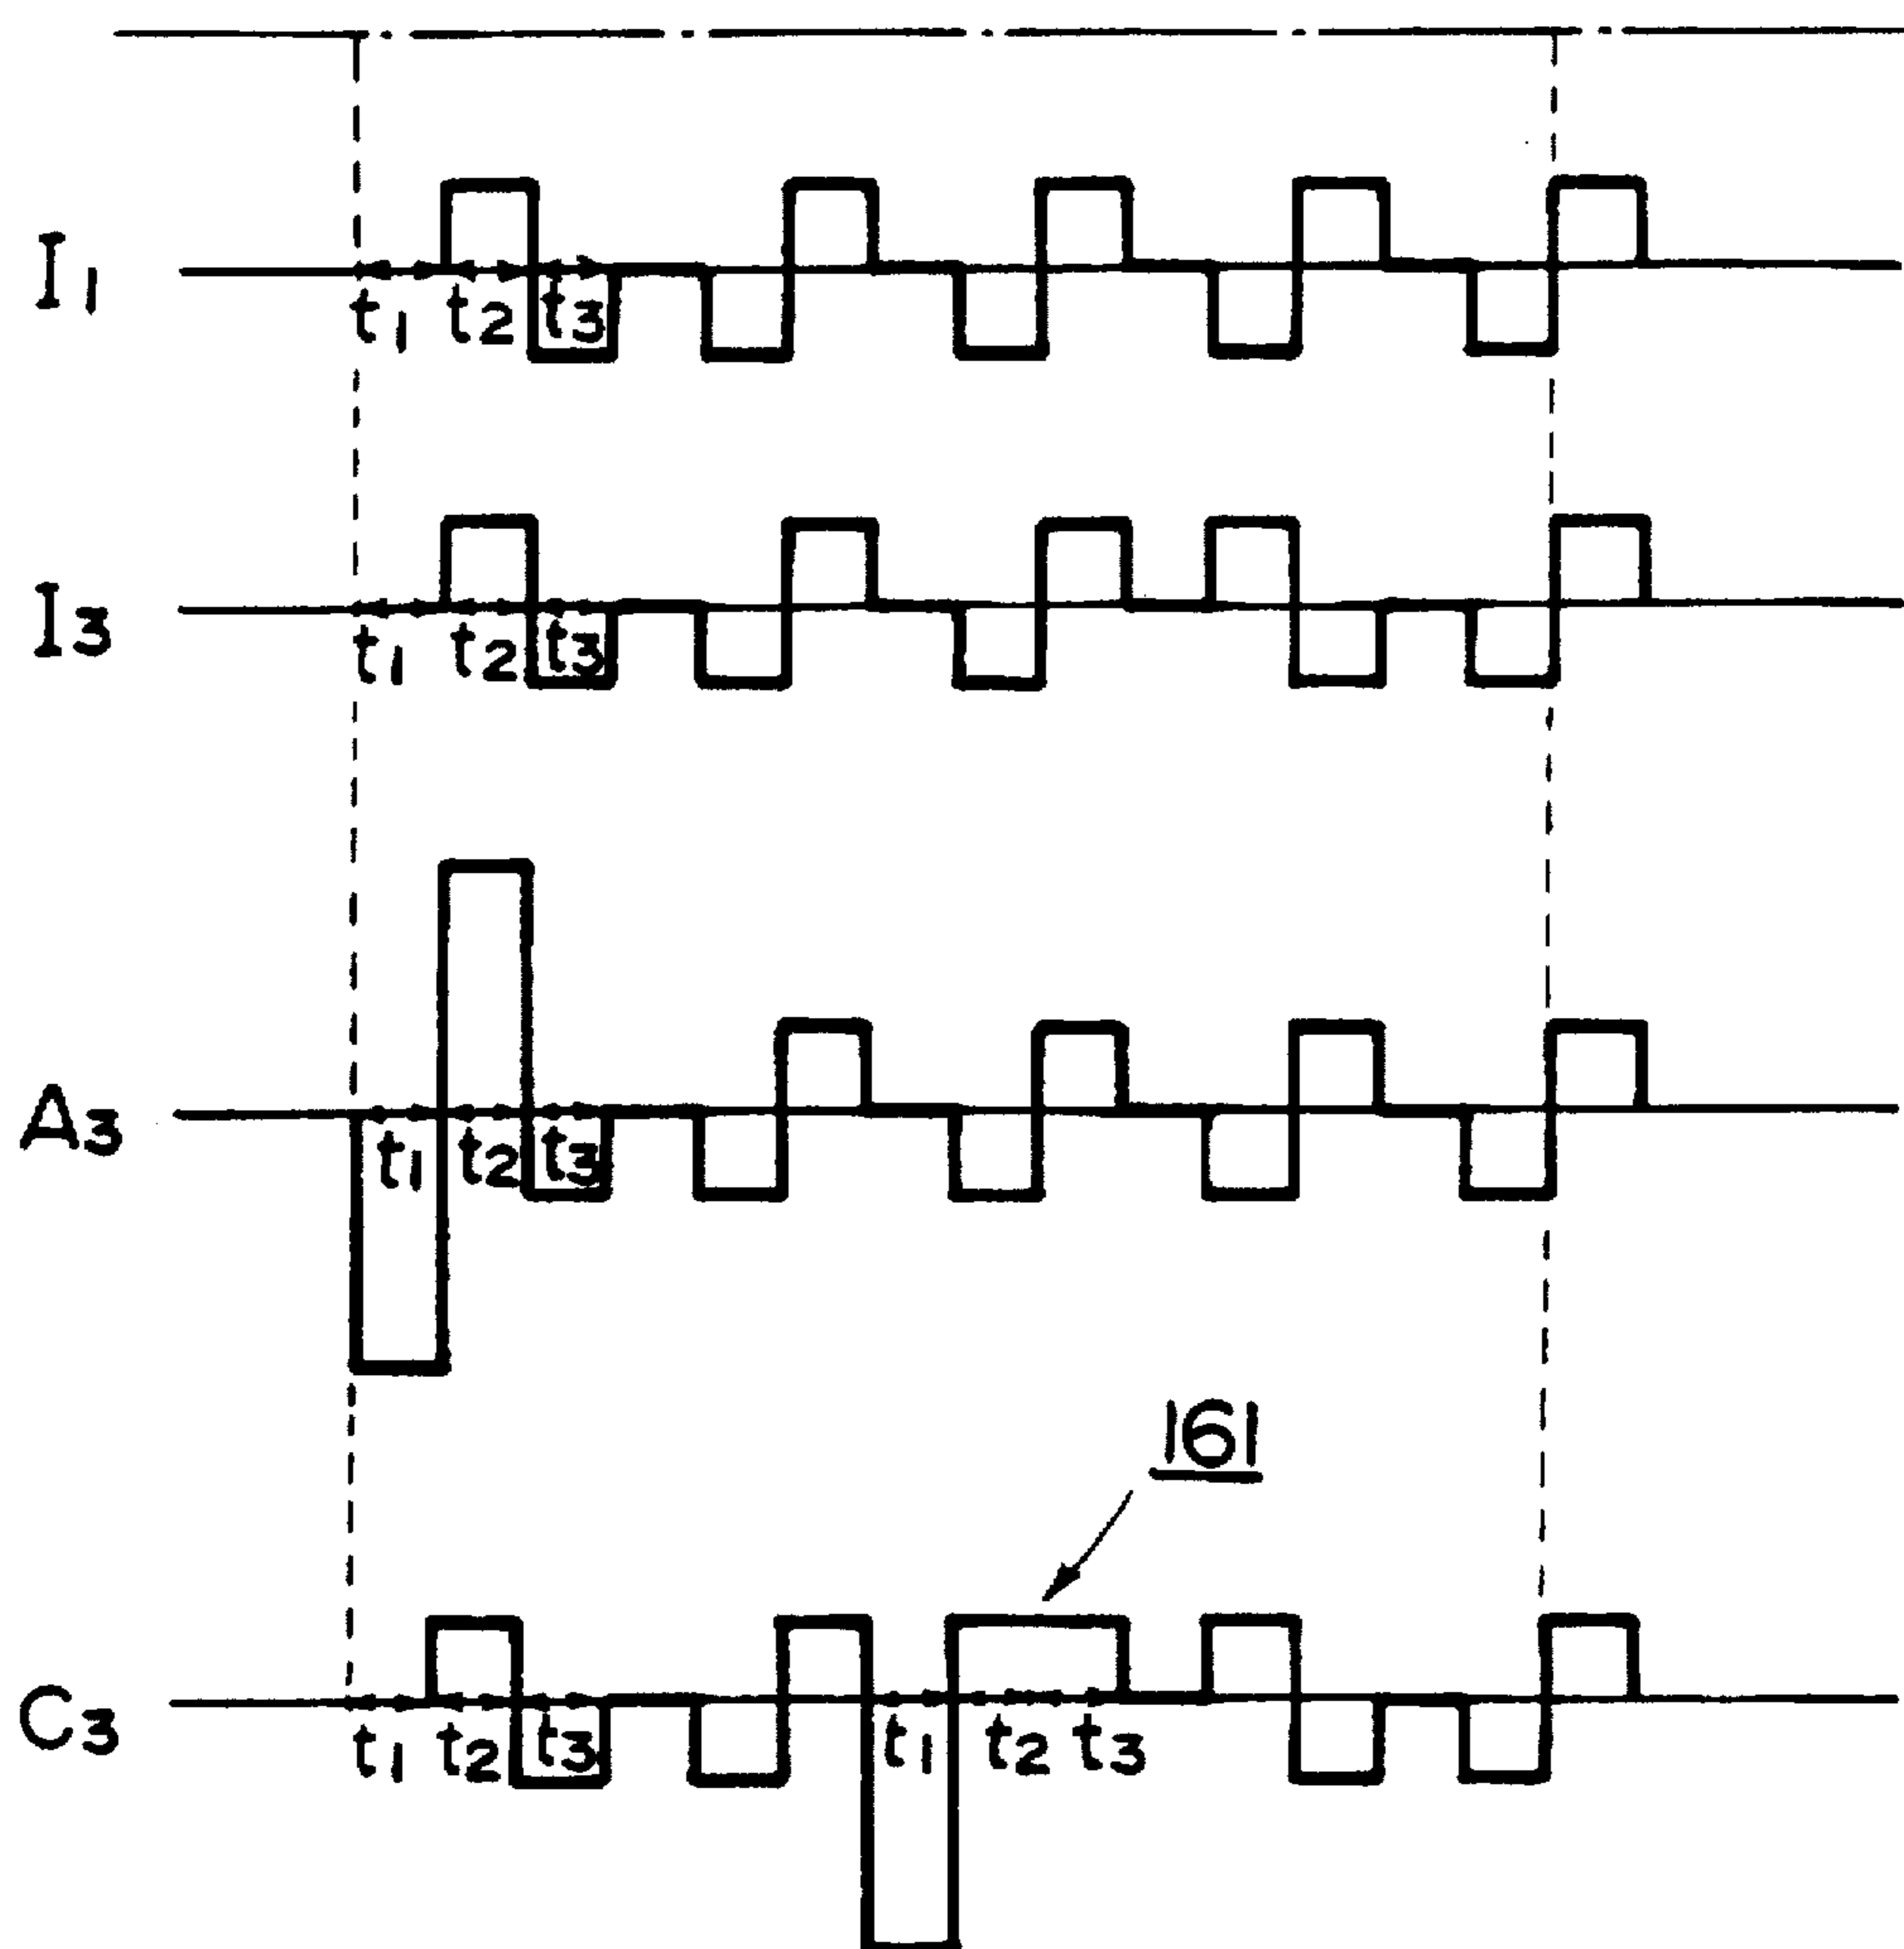 I₁
t₁ t₂ t₃
I₃
t₁ t₂ t₃
A₃
t₁ t₂ t₃
161
C₃
t₁ t₂ t₃ t₁ t₂ t₃